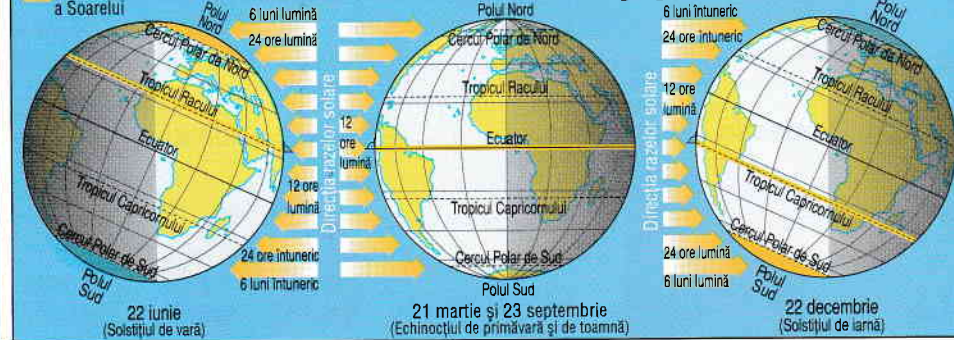 a Soarelui
Polul
Nord
6 luni lumină
24 ore lumină
Cercul Polar de Nord
Tropicul Racului
Ecuator
Tropicul Capricornului
Cercul Polar de Sud
Polul
Sud
12 ore
lumină
24 ore întuneric
6 luni întuneric
22 iunie
(Solstițiul de vară)
Direcția razelor solare
12
ore
lumină
Polul Nord
Cercul Polar de Nord
Tropicul Racului
Ecuator
Tropicul Capricornului
Cercul Polar de Sud
Polul Sud
21 martie și 23 septembrie
(Echinocțiul de primăvară și de toamnă)
Direcția razelor solare
6 luni întuneric
24 ore întuneric
12 ore
lumină
24 ore lumină
6 luni lumină
Polul
Nord
Cercul Polar de Nord
Tropicul Racului
Ecuator
Tropicul Capricornului
Cercul Polar de Sud
Polul
Sud
22 decembrie
(Solstițiul de iarnă)